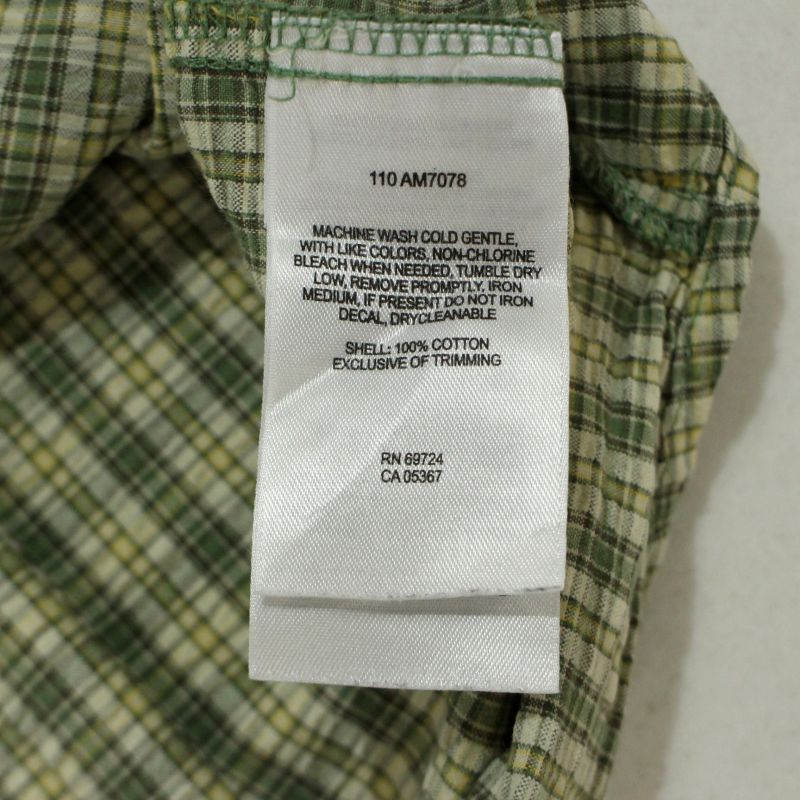 110 AM7078
MACHINE WASH COLD GENTLE,
WITH LIKE COLORS, NON-CHLORINE
BLEACH WHEN NEEDED, TUMBLE DRY
LOW, REMOVE PROMPTLY, IRON
MEDIUM, IF PRESENT DO NOT IRON
DECAL, DRYCLEANABLE
SHELL: 100% COTTON
EXCLUSIVE OF TRIMMING
RN 69724
CA 05367